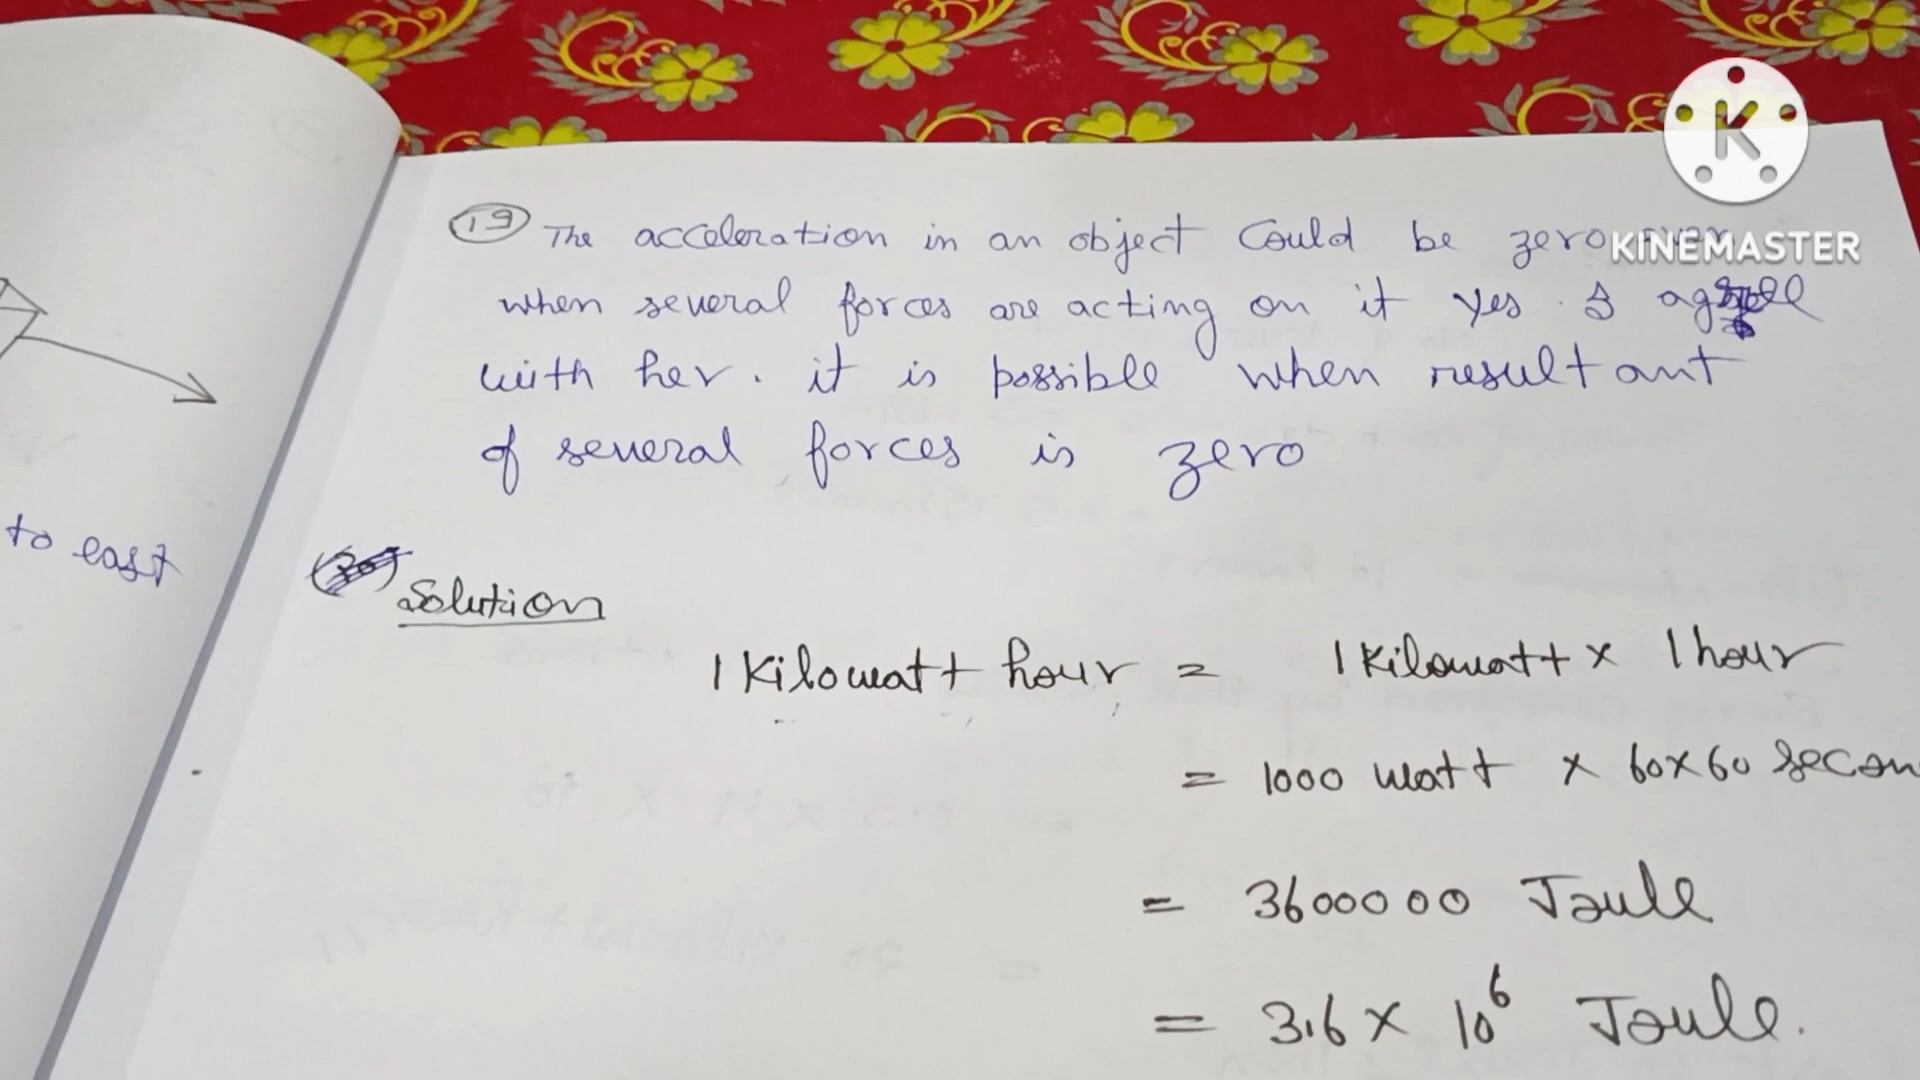 to east
19 The acceleration in an object Could be zero
when several forces are acting on it yes. I agree
with her. it is possible when resultant
of several forces is zero
Solution
1 Kilowatt hour = 1 Kilowatt x 1 hour
= 1000 watt x 60x60 secon
= 3600000 Joule
= 3.6 x 10⁶ Joule.
K
KINEMASTER